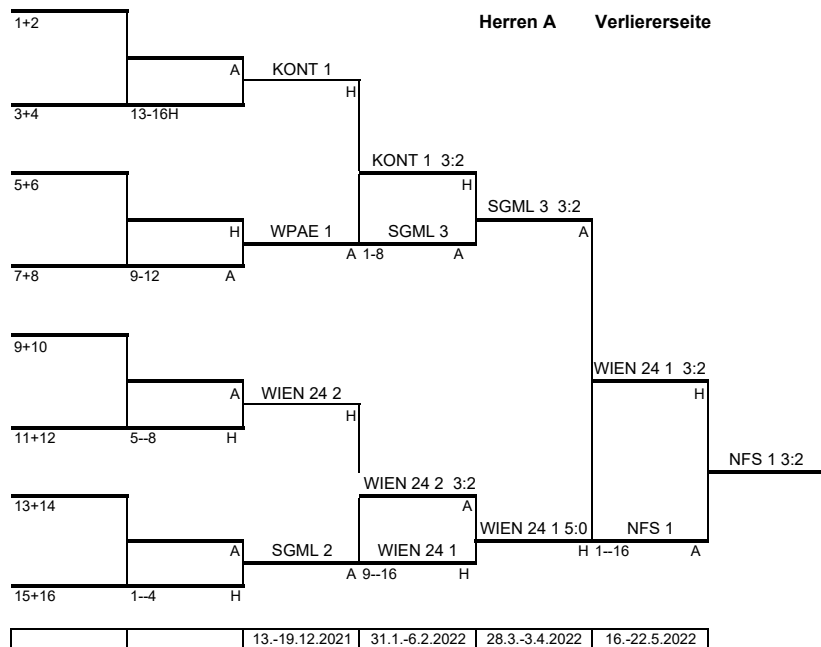 Herren A Verliererseite
1+2
A KONT 1
H
3+4 13-16H
KONT 1 3:2
5+6 H
SGML 3 3:2
H WPAE 1 SGML 3 A
A 1-8 A
7+8 9-12 A
9+10
WIEN 24 1 3:2
A WIEN 24 2 H
H
11+12 5--8 H
NFS 1 3:2
WIEN 24 2 3:2
13+14 A
WIEN 24 1 5:0 NFS 1
A SGML 2 WIEN 24 1 H 1--16 A
A 9--16 H
15+16 1--4 H
13.-19.12.2021 31.1.-6.2.2022 28.3.-3.4.2022 16.-22.5.2022